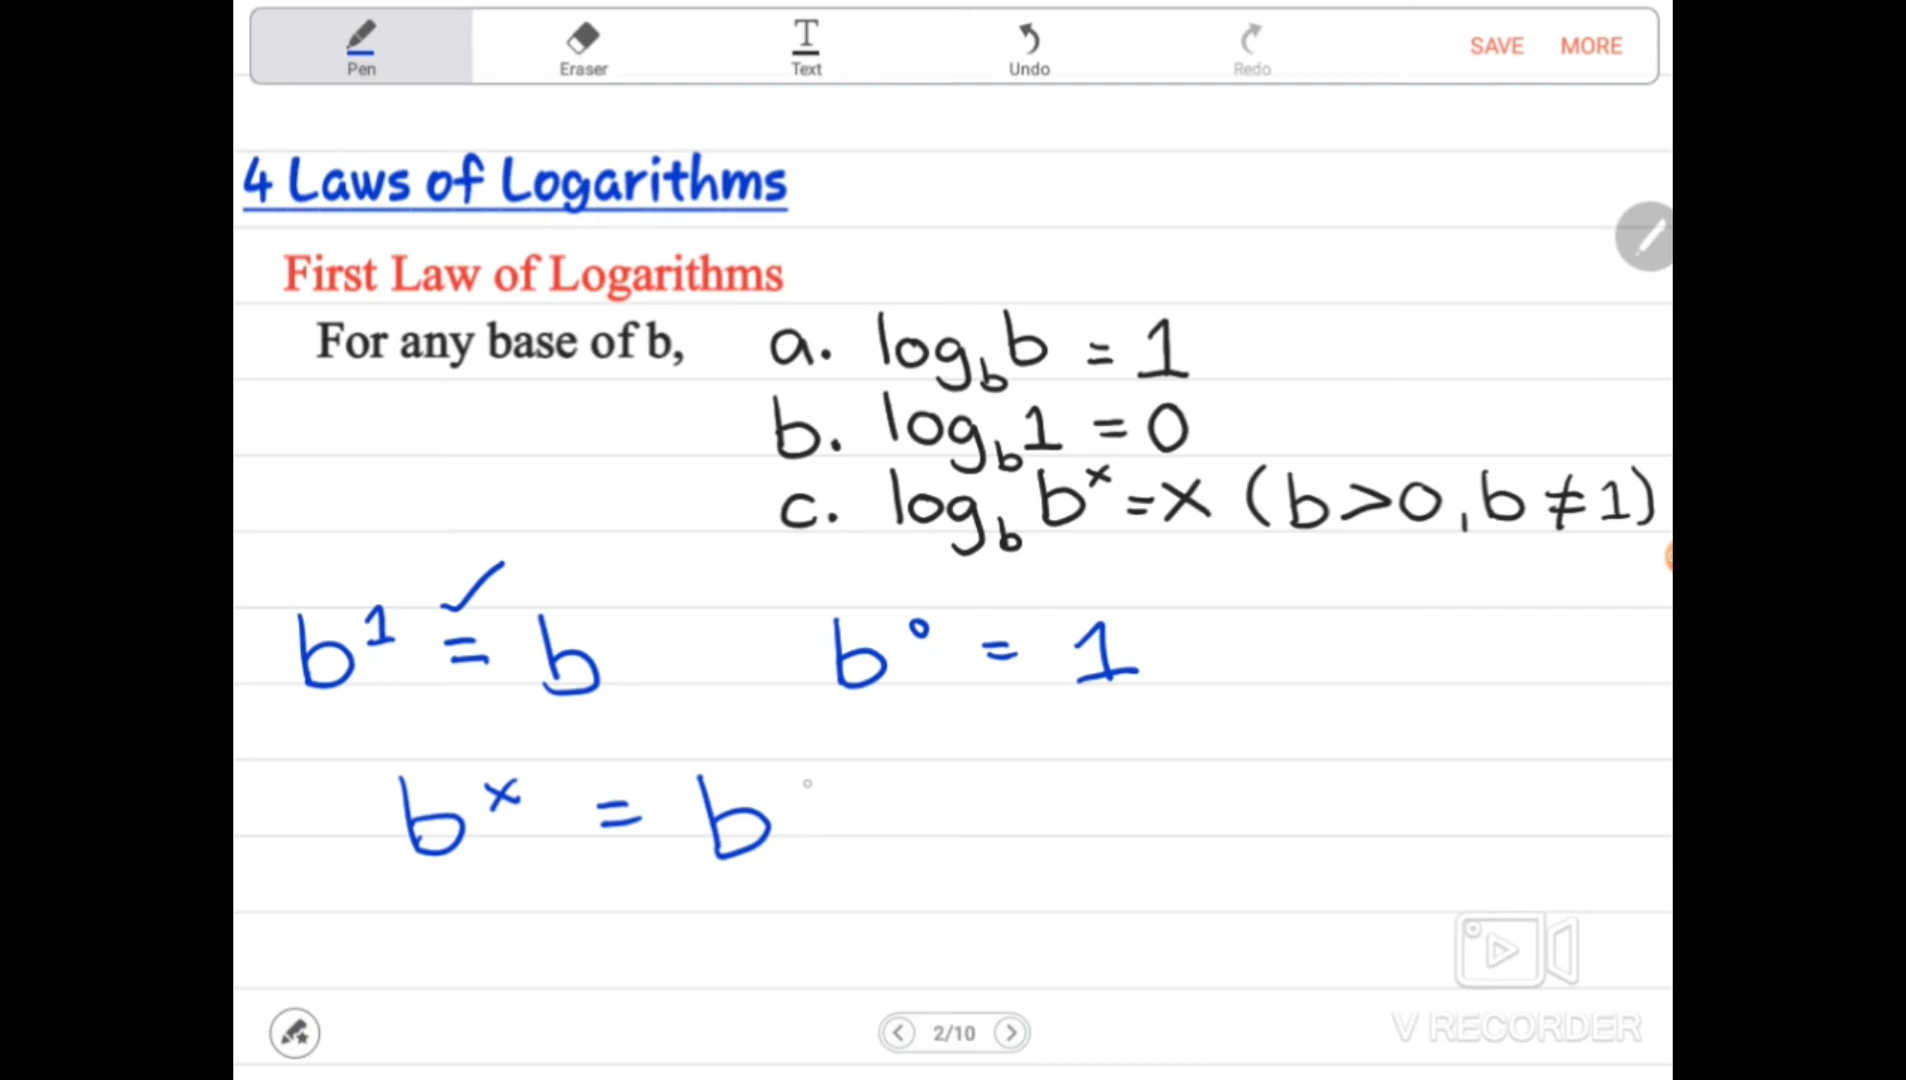 Pen Eraser Text Undo Redo SAVE MORE
4 Laws of Logarithms
First Law of Logarithms
For any base of b, a. log_b b = 1
b. log_b 1 = 0
c. log_b b^x = x (b>0, b≠1)
b^1 = b b^0 = 1
b^x = b
2/10
V RECORDER